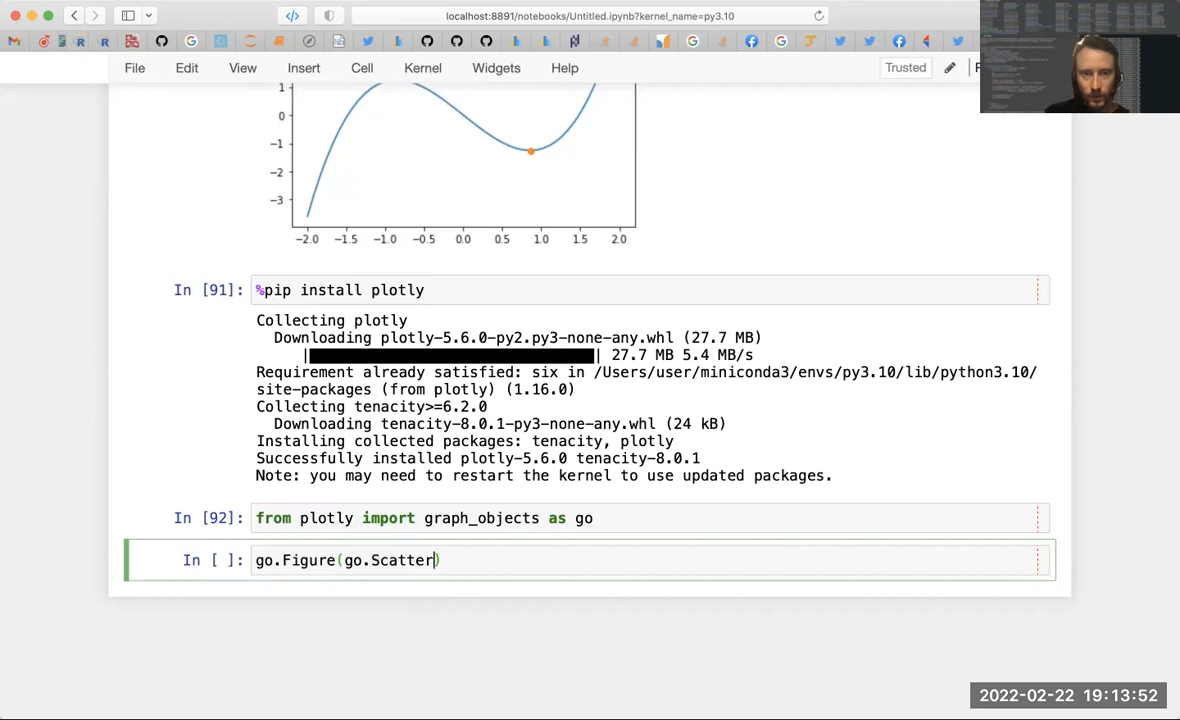 localhost:8891/notebooks/Untitled.ipynb?kernel_name=py3.10
File Edit View Insert Cell Kernel Widgets Help Trusted
1
0
−1
−2
−3
−2.0 −1.5 −1.0 −0.5 0.0 0.5 1.0 1.5 2.0
In [91]: %pip install plotly
Collecting plotly
Downloading plotly-5.6.0-py2.py3-none-any.whl (27.7 MB)
| | 27.7 MB 5.4 MB/s
Requirement already satisfied: six in /Users/user/miniconda3/envs/py3.10/lib/python3.10/
site-packages (from plotly) (1.16.0)
Collecting tenacity>=6.2.0
Downloading tenacity-8.0.1-py3-none-any.whl (24 kB)
Installing collected packages: tenacity, plotly
Successfully installed plotly-5.6.0 tenacity-8.0.1
Note: you may need to restart the kernel to use updated packages.
In [92]: from plotly import graph_objects as go
In [ ]: go.Figure(go.Scatter)
2022-02-22 19:13:52